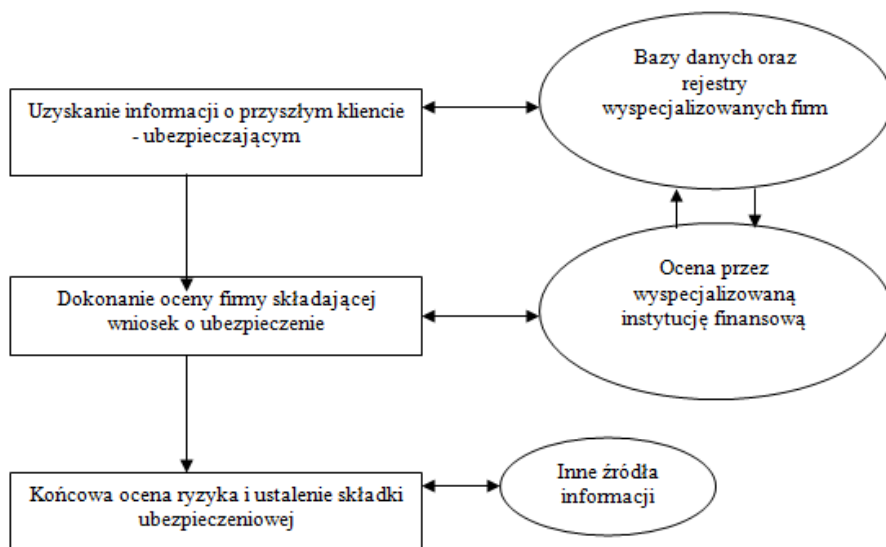 Uzyskanie informacji o przyszłym kliencie
- ubezpieczającym
Bazy danych oraz
rejestry
wyspecjalizowanych firm
Dokonanie oceny firmy składającej
wniosek o ubezpieczenie
Ocena przez
wyspecjalizowaną
instytucję finansową
Końcowa ocena ryzyka i ustalenie składki
ubezpieczeniowej
Inne źródła
informacji